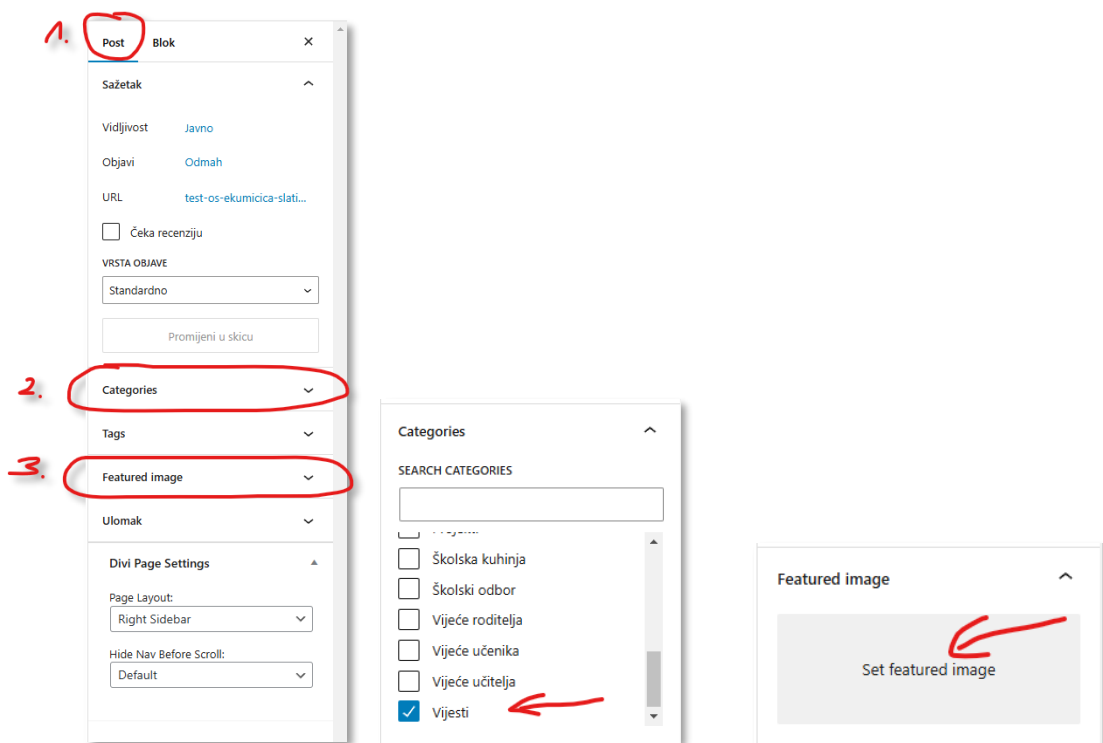 1.
Post Blok ×
Sažetak
Vidljivost Javno
Objavi Odmah
URL test-os-ekumicica-slati...
Čeka recenziju
VRSTA OBJAVE
Standardno
Promijeni u skicu
2.
Categories
Tags
3.
Featured image
Ulomak
Divi Page Settings
Page Layout:
Right Sidebar
Hide Nav Before Scroll:
Default
Categories
SEARCH CATEGORIES
Školska kuhinja
Školski odbor
Vijeće roditelja
Vijeće učenika
Vijeće učitelja
Vijesti
Featured image
Set featured image